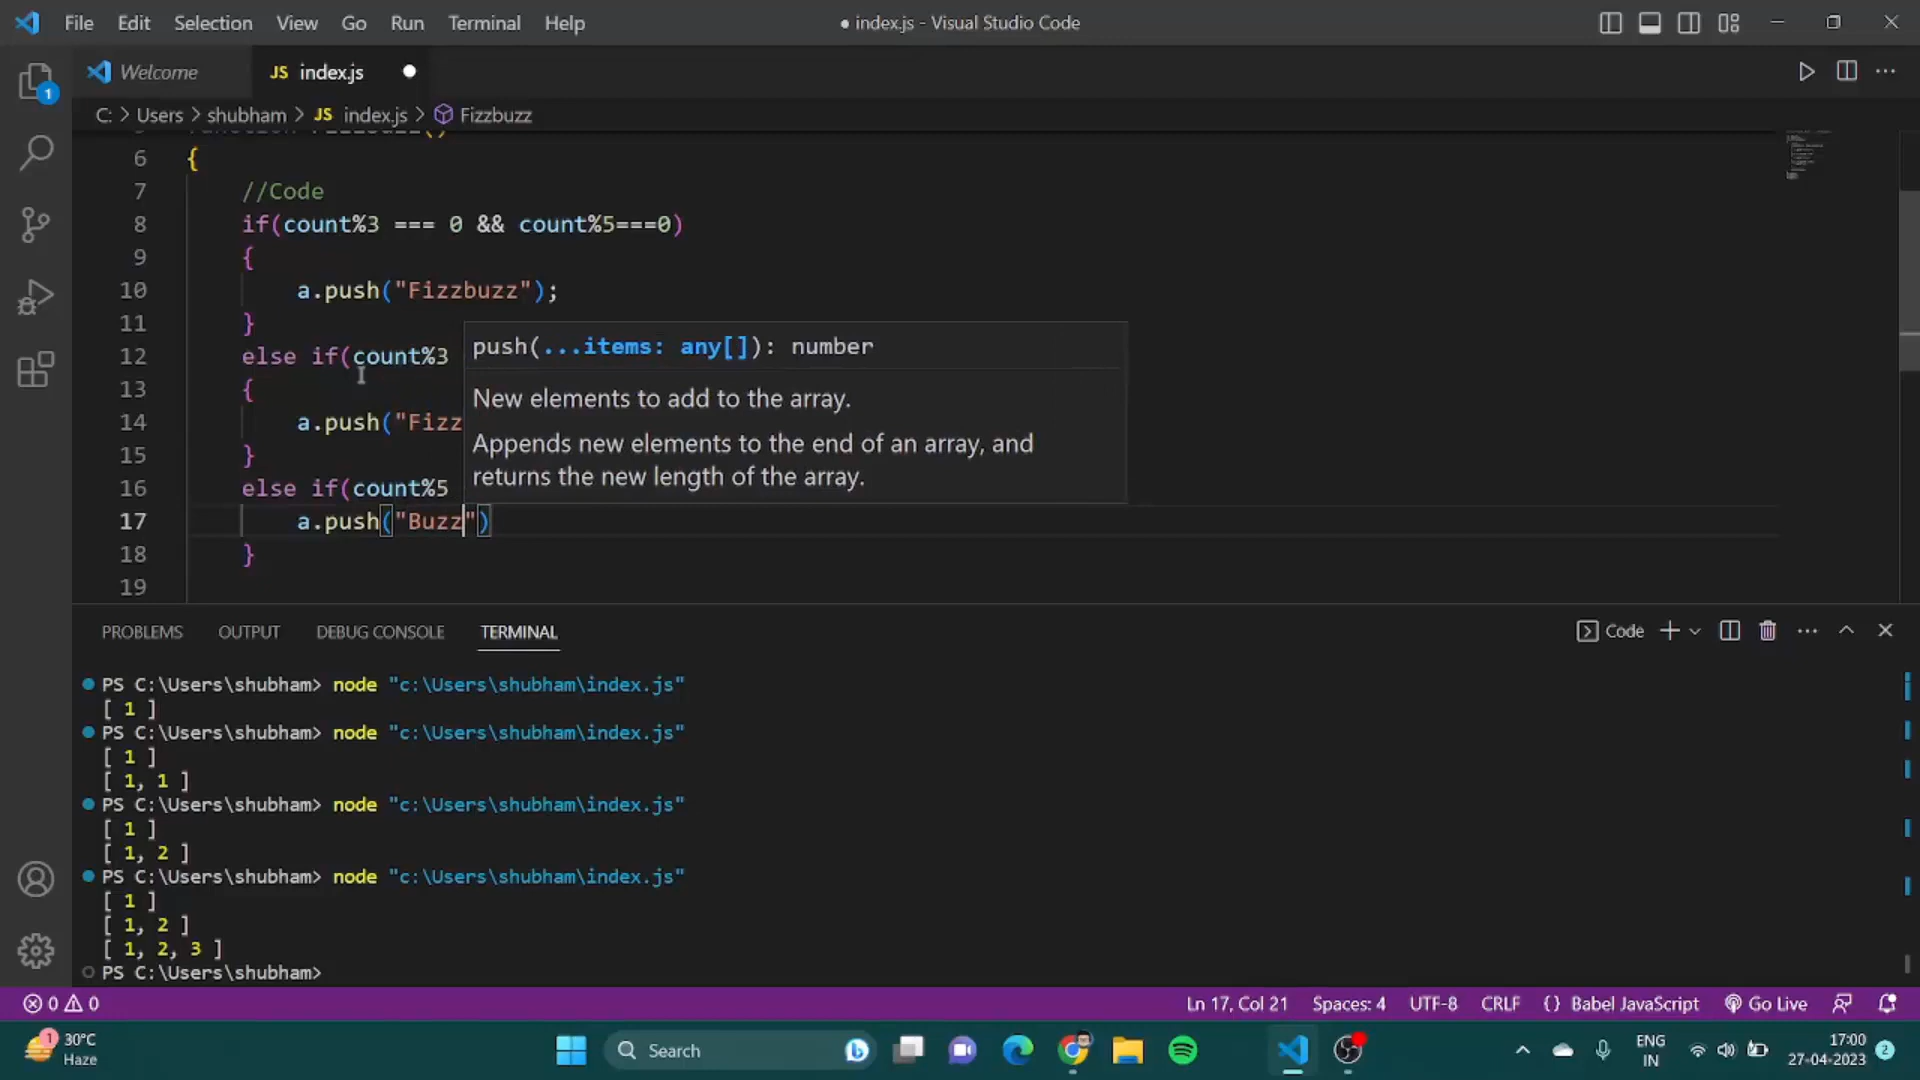 File Edit Selection View Go Run Terminal Help
● index.js - Visual Studio Code
Welcome
JS index.js ●
1
C: > Users > shubham > JS index.js > Fizzbuzz
6 {
7 //Code
8 if(count%3 === 0 && count%5===0)
9 {
10 a.push("Fizzbuzz");
11 }
12 else if(count%3
13 {
14 a.push("Fizz
15 }
16 else if(count%5
17 a.push("Buzz")
18 }
19
push(...items: any[]): number
New elements to add to the array.
Appends new elements to the end of an array, and
returns the new length of the array.
PROBLEMS OUTPUT DEBUG CONSOLE TERMINAL
Code
PS C:\Users\shubham> node "c:\Users\shubham\index.js"
[ 1 ]
PS C:\Users\shubham> node "c:\Users\shubham\index.js"
[ 1 ]
[ 1, 1 ]
PS C:\Users\shubham> node "c:\Users\shubham\index.js"
[ 1 ]
[ 1, 2 ]
PS C:\Users\shubham> node "c:\Users\shubham\index.js"
[ 1 ]
[ 1, 2 ]
[ 1, 2, 3 ]
PS C:\Users\shubham>
0 0
Ln 17, Col 21 Spaces: 4 UTF-8 CRLF {} Babel JavaScript Go Live
1
30°C
Haze
Search
ENG
IN
17:00
27-04-2023
2